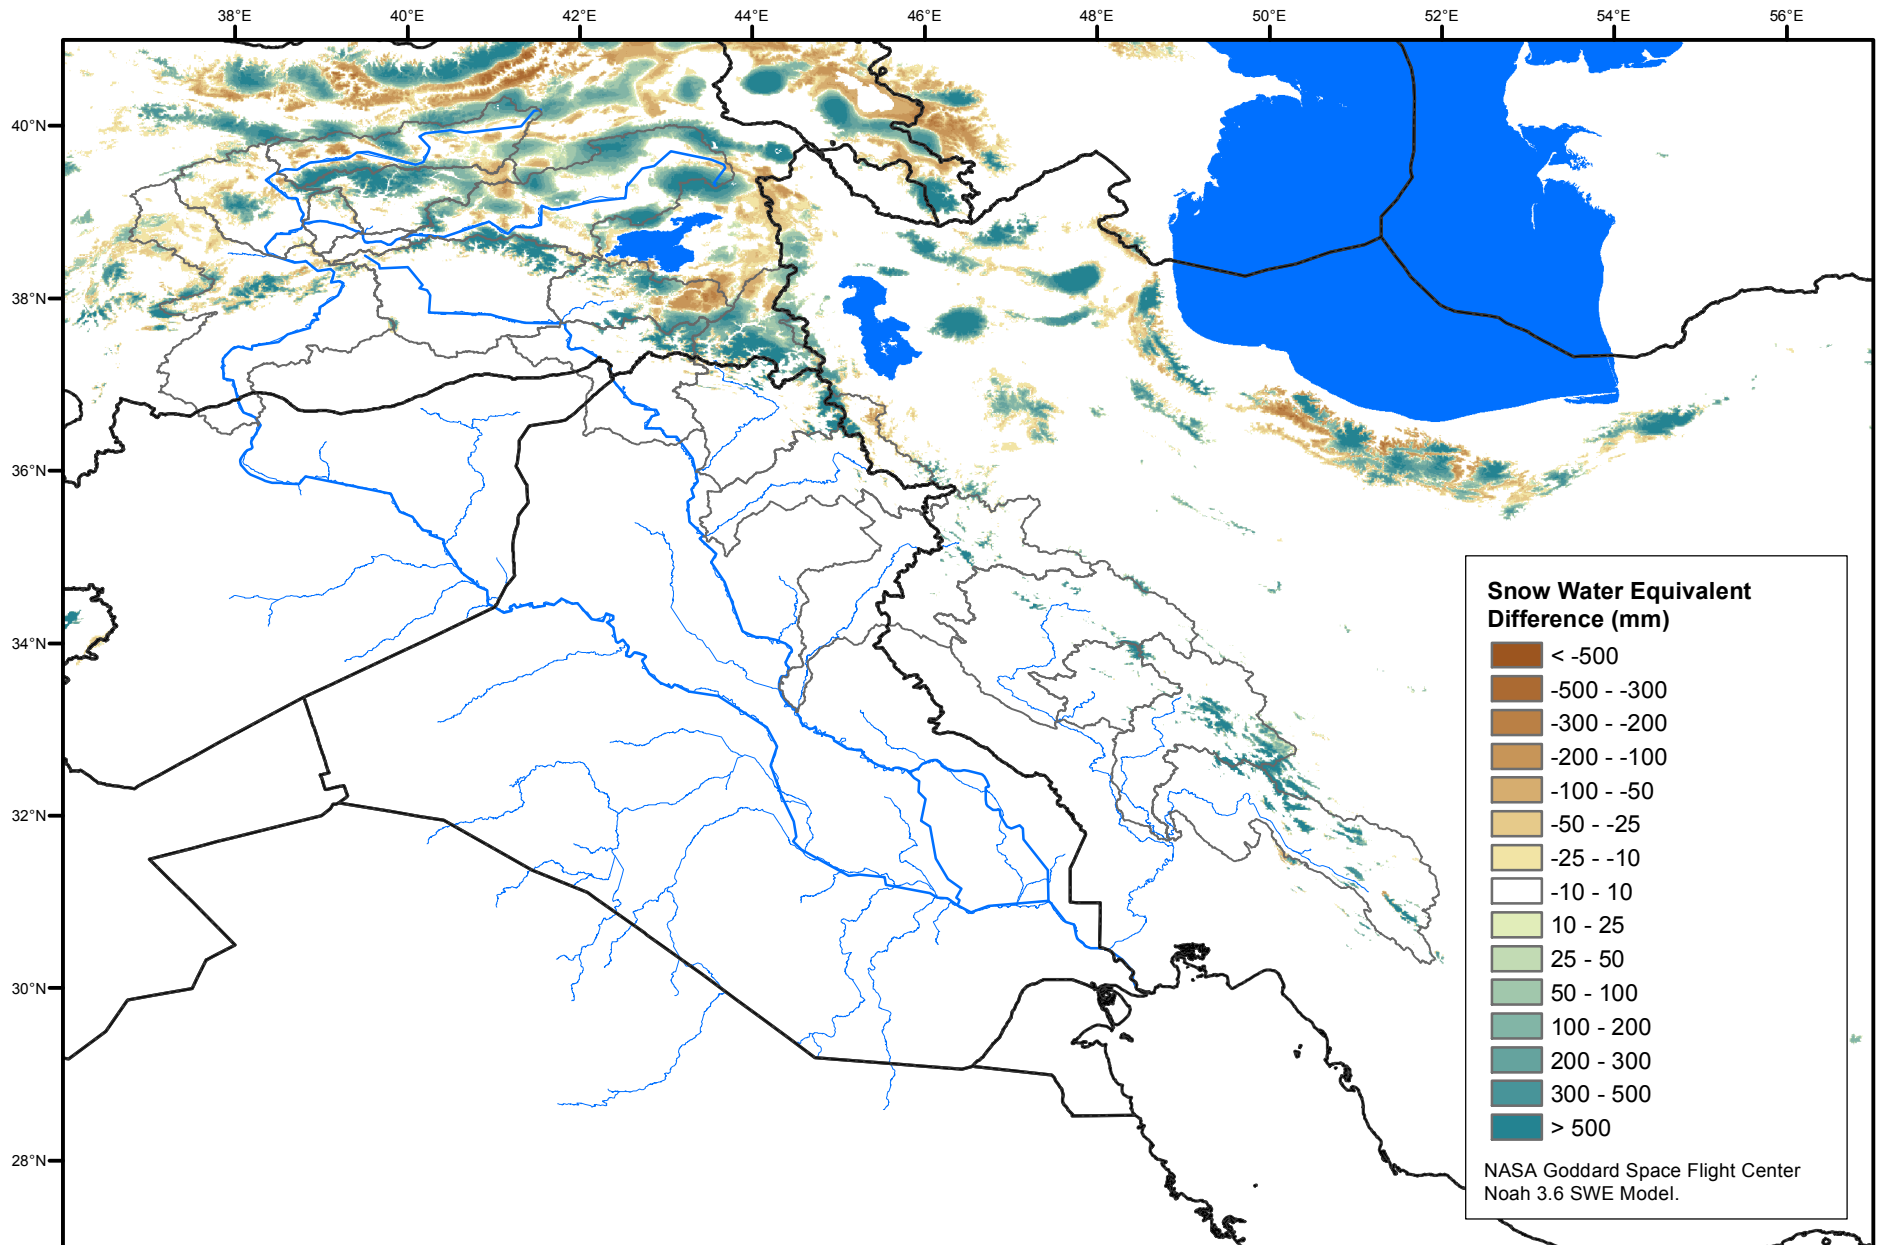 38°E 40°E 42°E 44°E 46°E 48°E 50°E 52°E 54°E 56°E
40°N
38°N
36°N
34°N
32°N
30°N
28°N
Snow Water Equivalent
Difference (mm)
< -500
-500 - -300
-300 - -200
-200 - -100
-100 - -50
-50 - -25
-25 - -10
-10 - 10
10 - 25
25 - 50
50 - 100
100 - 200
200 - 300
300 - 500
> 500
NASA Goddard Space Flight Center
Noah 3.6 SWE Model.